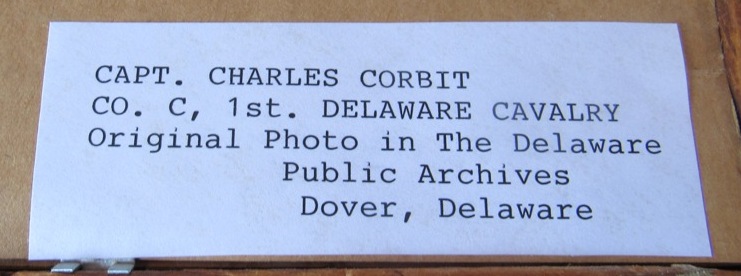 CAPT. CHARLES CORBIT
CO. C, 1st. DELAWARE CAVALRY
Original Photo in The Delaware
Public Archives
Dover, Delaware